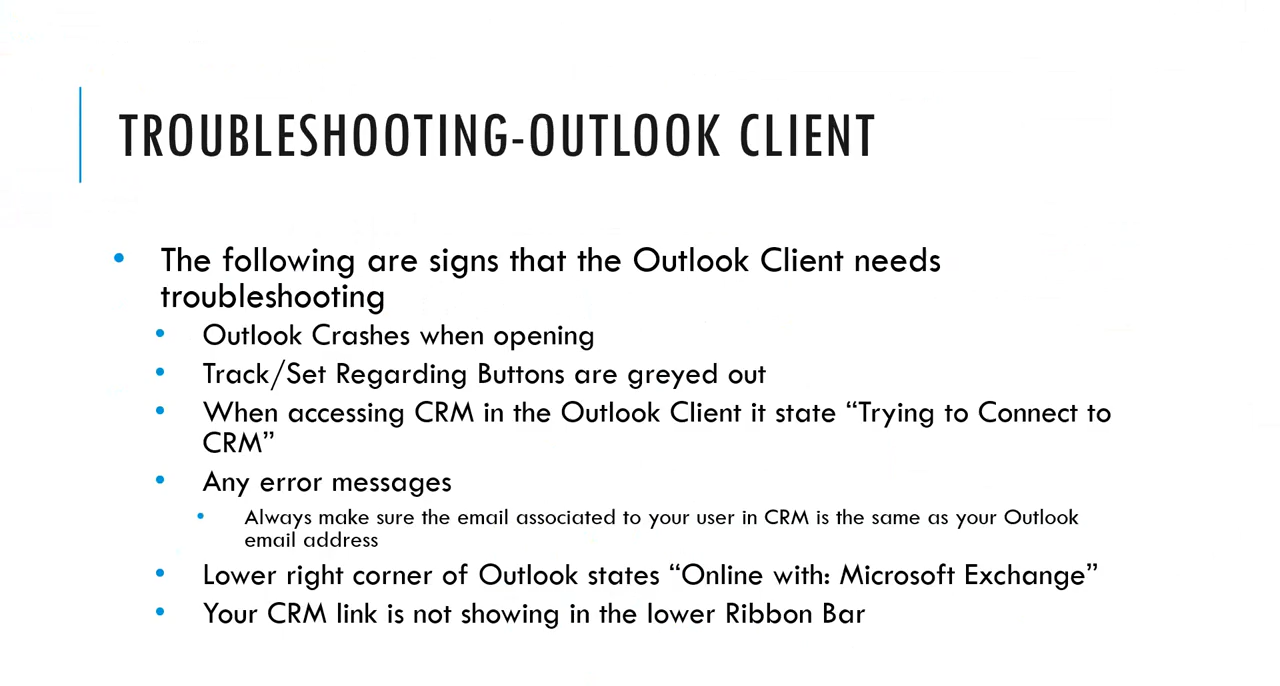 TROUBLESHOOTING-OUTLOOK CLIENT
• The following are signs that the Outlook Client needs
troubleshooting
• Outlook Crashes when opening
• Track/Set Regarding Buttons are greyed out
• When accessing CRM in the Outlook Client it state “Trying to Connect to
CRM”
• Any error messages
• Always make sure the email associated to your user in CRM is the same as your Outlook
email address
• Lower right corner of Outlook states “Online with: Microsoft Exchange”
• Your CRM link is not showing in the lower Ribbon Bar